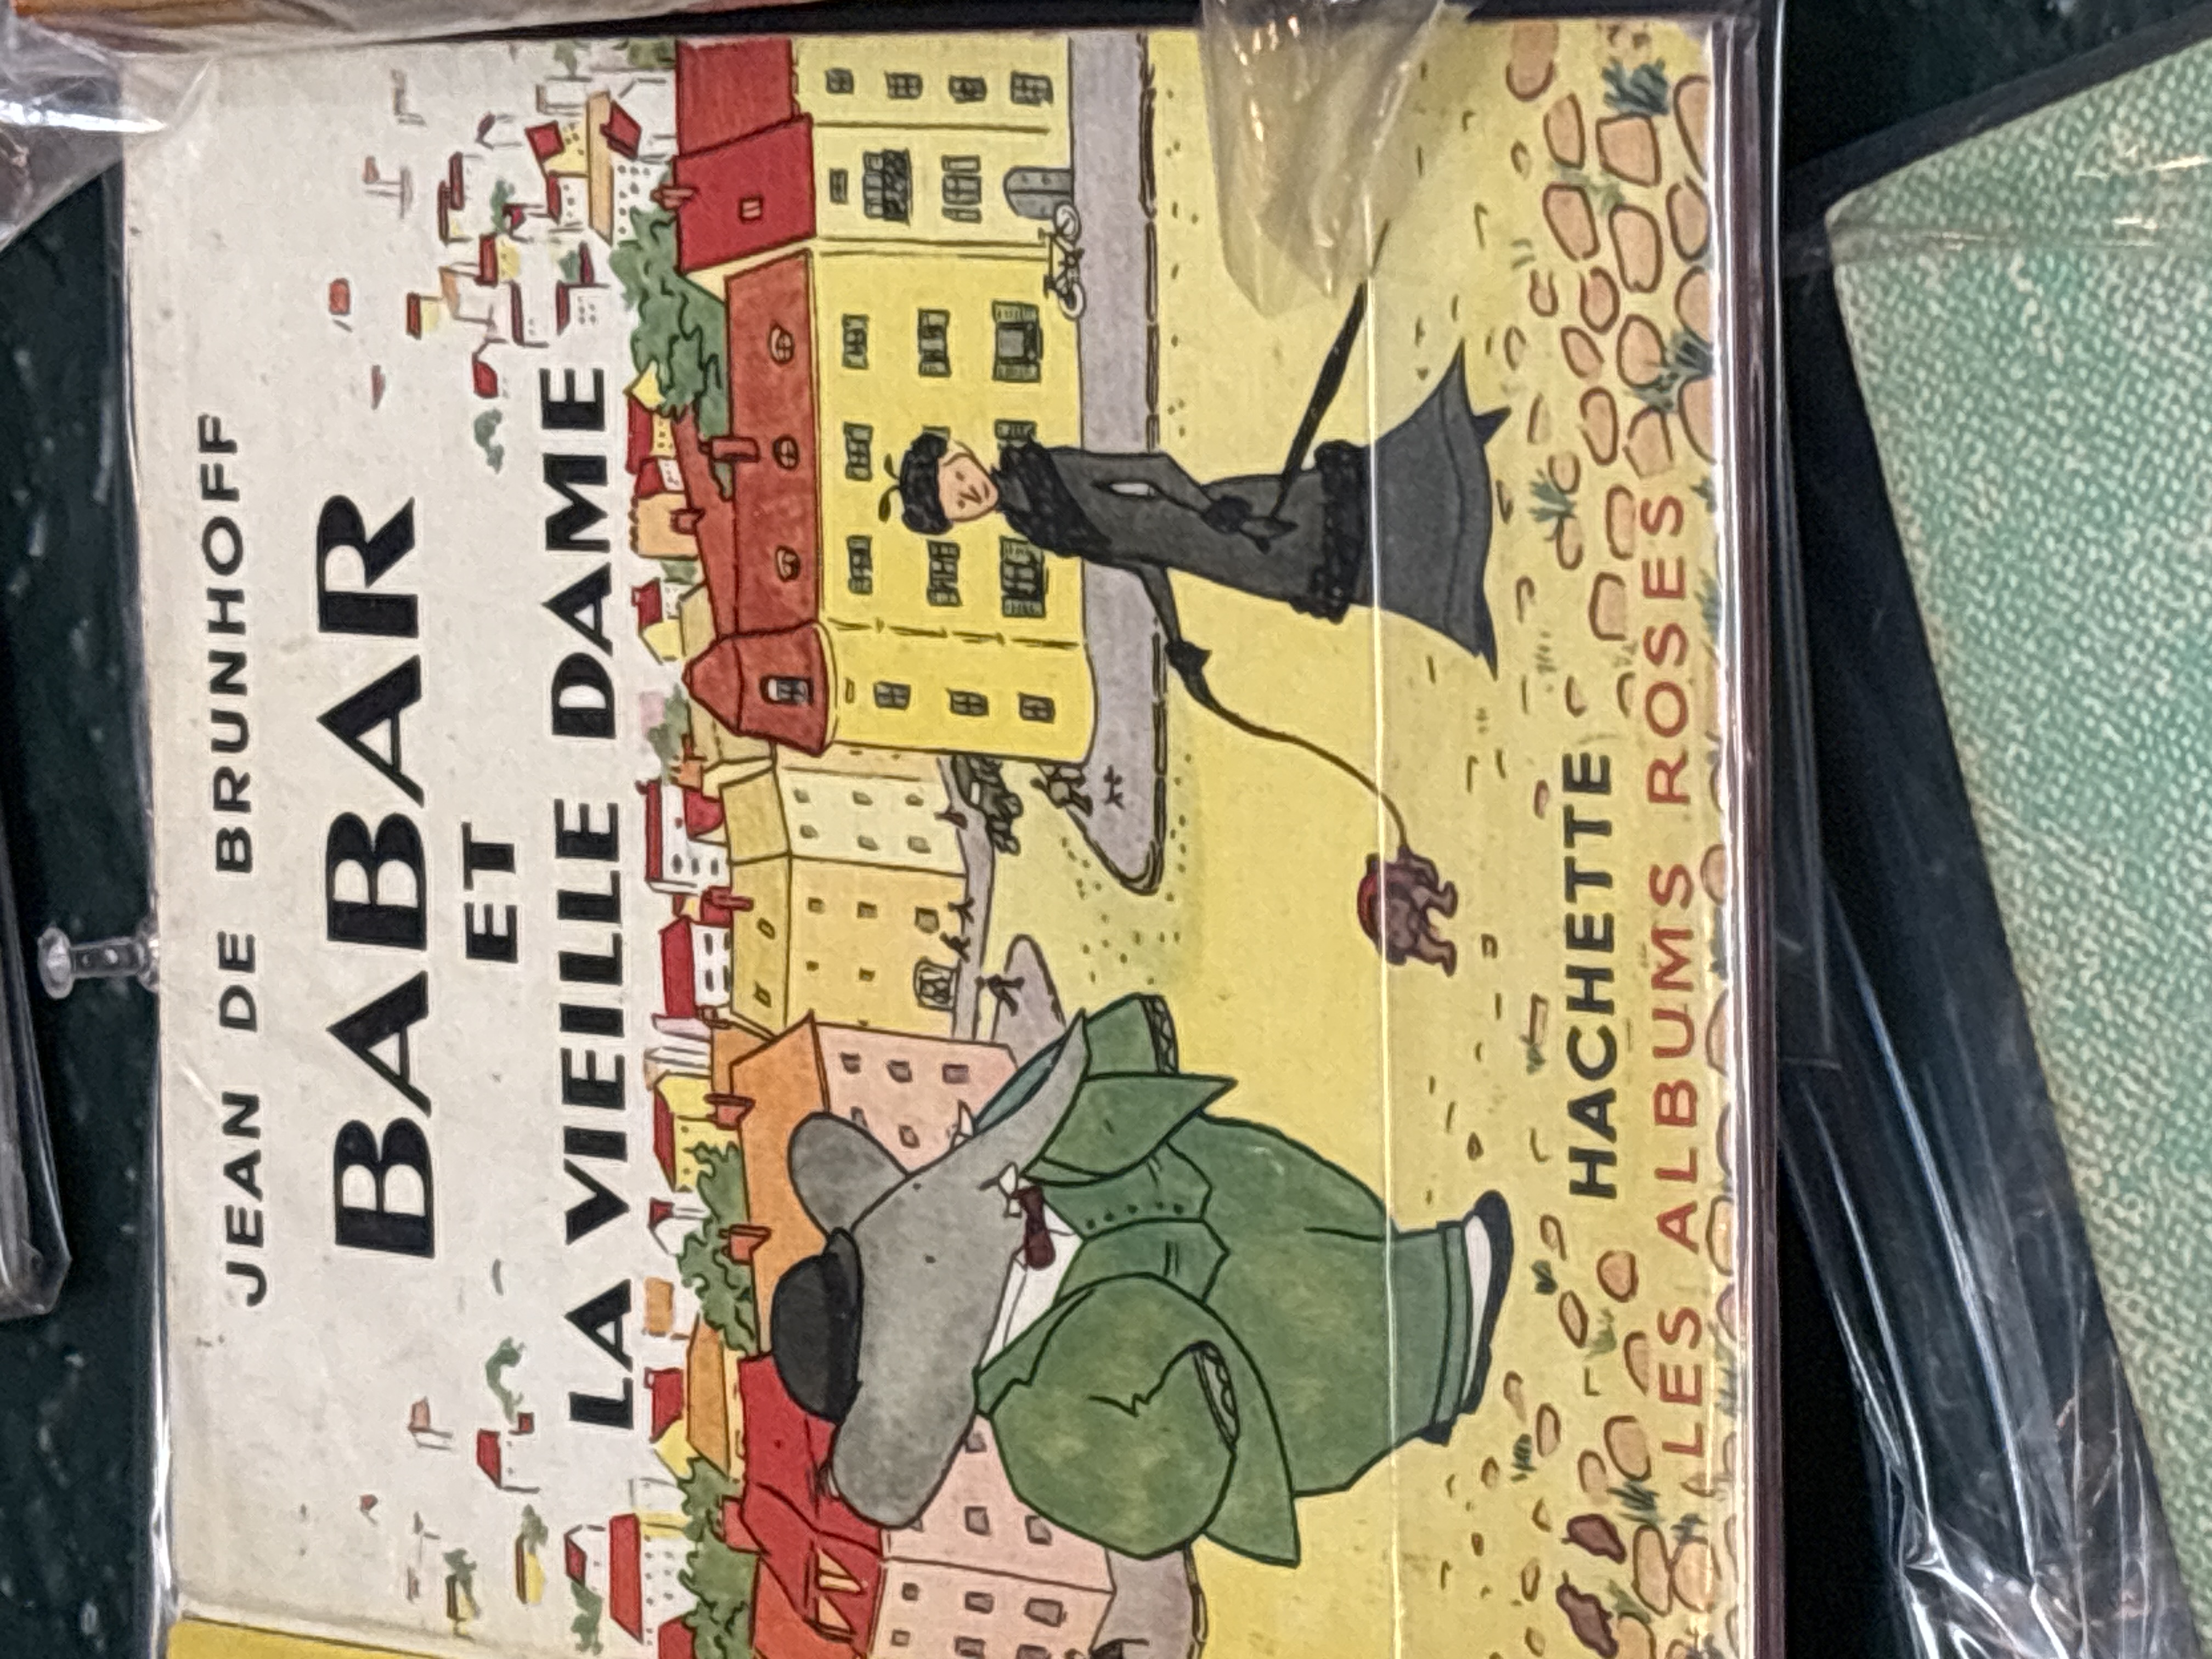 JEAN DE BRUNHOFF
BABAR
ET
LA VIEILLE DAME
HACHETTE
LES ALBUMS ROSES